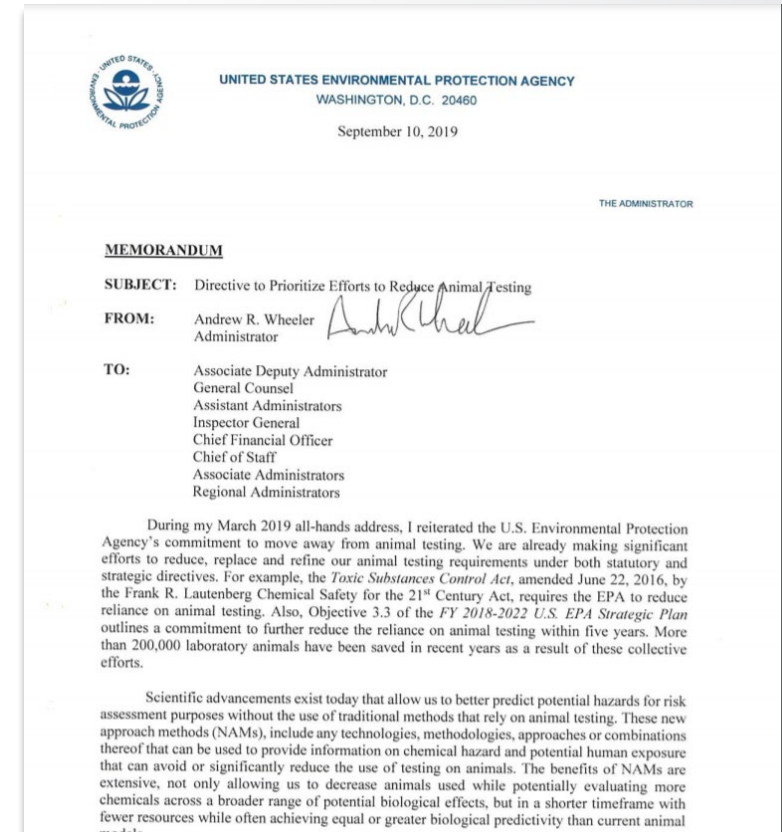 UNITED STATES ENVIRONMENTAL PROTECTION AGENCY
UNITED STATES ENVIRONMENTAL PROTECTION AGENCY
WASHINGTON, D.C. 20460
September 10, 2019
THE ADMINISTRATOR
MEMORANDUM
SUBJECT: Directive to Prioritize Efforts to Reduce Animal Testing
FROM: Andrew R. Wheeler
Administrator
TO: Associate Deputy Administrator
General Counsel
Assistant Administrators
Inspector General
Chief Financial Officer
Chief of Staff
Associate Administrators
Regional Administrators
During my March 2019 all-hands address, I reiterated the U.S. Environmental Protection
Agency's commitment to move away from animal testing. We are already making significant
efforts to reduce, replace and refine our animal testing requirements under both statutory and
strategic directives. For example, the Toxic Substances Control Act, amended June 22, 2016, by
the Frank R. Lautenberg Chemical Safety for the 21st Century Act, requires the EPA to reduce
reliance on animal testing. Also, Objective 3.3 of the FY 2018-2022 U.S. EPA Strategic Plan
outlines a commitment to further reduce the reliance on animal testing within five years. More
than 200,000 laboratory animals have been saved in recent years as a result of these collective
efforts.
Scientific advancements exist today that allow us to better predict potential hazards for risk
assessment purposes without the use of traditional methods that rely on animal testing. These new
approach methods (NAMs), include any technologies, methodologies, approaches or combinations
thereof that can be used to provide information on chemical hazard and potential human exposure
that can avoid or significantly reduce the use of testing on animals. The benefits of NAMs are
extensive, not only allowing us to decrease animals used while potentially evaluating more
chemicals across a broader range of potential biological effects, but in a shorter timeframe with
fewer resources while often achieving equal or greater biological predictivity than current animal